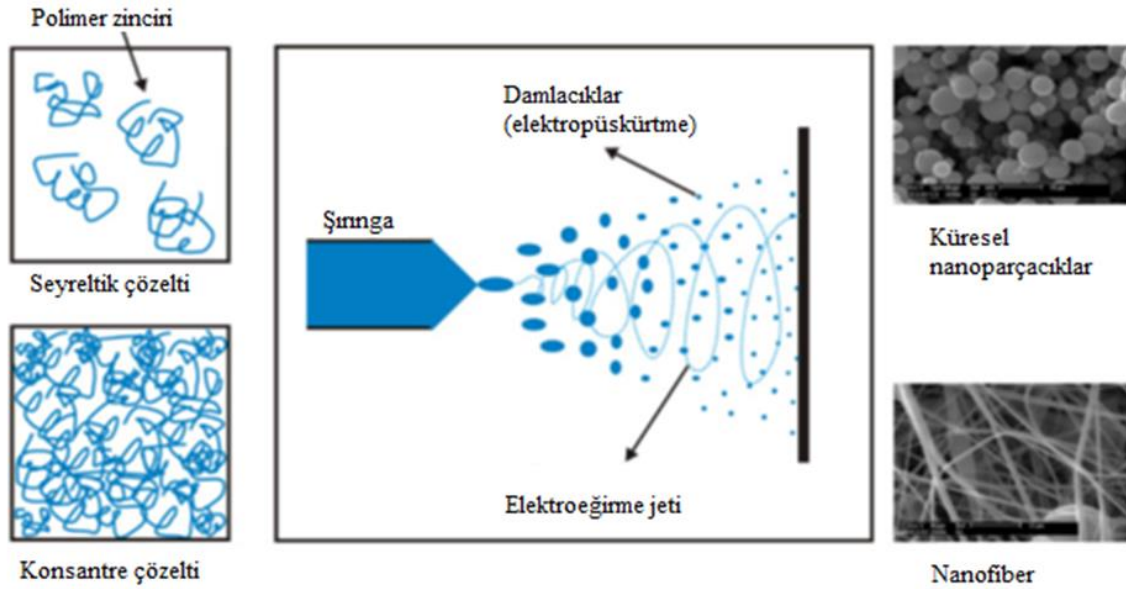 Polimer zinciri
Seyreltik çözelti
Konsantre çözelti
Damlacıklar
(elektropüskürtme)
Şırınga
Elektroeğirme jeti
Küresel
nanoparçacıklar
Nanofiber